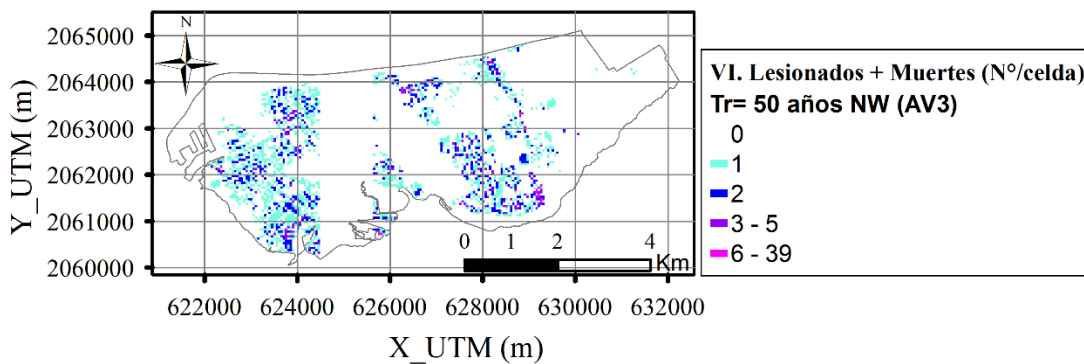 N
2065000
2064000
2063000
2062000
2061000
2060000
Y_UTM (m)
0 1 2 4
Km
622000 624000 626000 628000 630000 632000
X_UTM (m)
VI. Lesionados + Muertes (N°/celda)
Tr= 50 años NW (AV3)
0
1
2
3 - 5
6 - 39